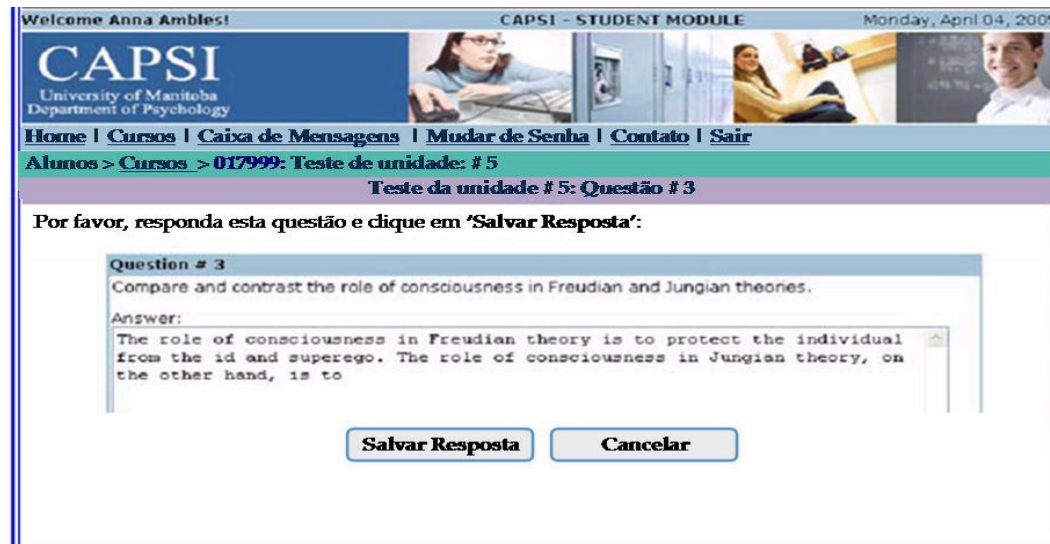 Welcome Anna Ambles! CAPSI - STUDENT MODULE Monday, April 04, 200
CAPSI
University of Manitoba
Department of Psychology
Home | Cursos | Caixa de Mensagens | Mudar de Senha | Contato | Sair
Alunos > Cursos > 017999: Teste de unidade: # 5
Teste da unidade # 5: Questão # 3
Por favor, responda esta questão e clique em ‘Salvar Resposta’:
Question # 3
Compare and contrast the role of consciousness in Freudian and Jungian theories.
Answer:
The role of consciousness in Freudian theory is to protect the individual
from the id and superego. The role of consciousness in Jungian theory, on
the other hand, is to
Salvar Resposta Cancelar